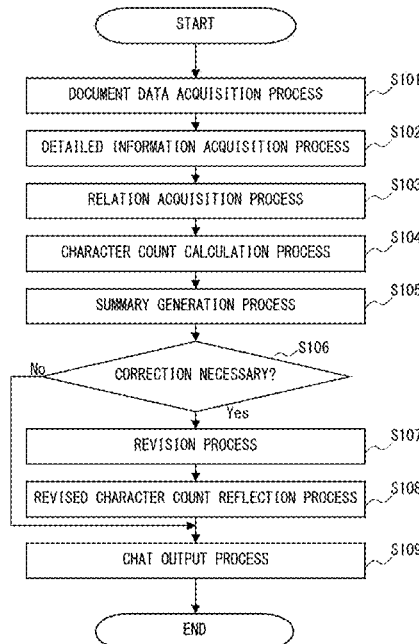 START
S101
DOCUMENT DATA ACQUISITION PROCESS
S102
DETAILED INFORMATION ACQUISITION PROCESS
S103
RELATION ACQUISITION PROCESS
S104
CHARACTER COUNT CALCULATION PROCESS
S105
SUMMARY GENERATION PROCESS
S106
No
CORRECTION NECESSARY?
Yes
S107
REVISION PROCESS
S108
REVISED CHARACTER COUNT REFLECTION PROCESS
S109
CHAT OUTPUT PROCESS
END